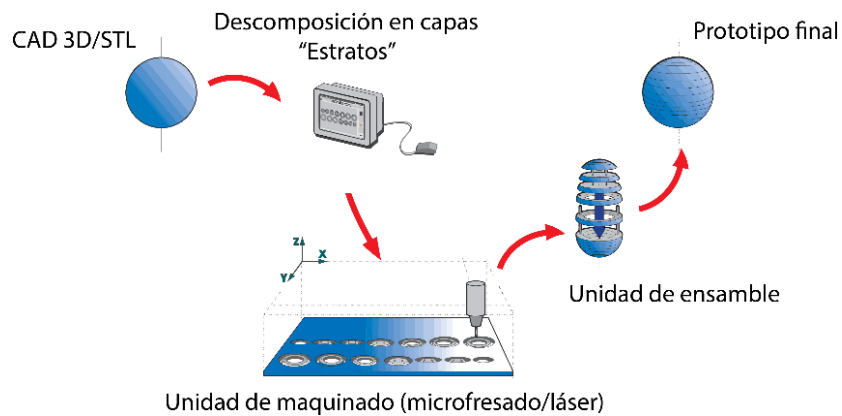 CAD 3D/STL
Descomposición en capas
“Estratos”
Prototipo final
Z
X
Y
Unidad de ensamble
Unidad de maquinado (microfresado/láser)